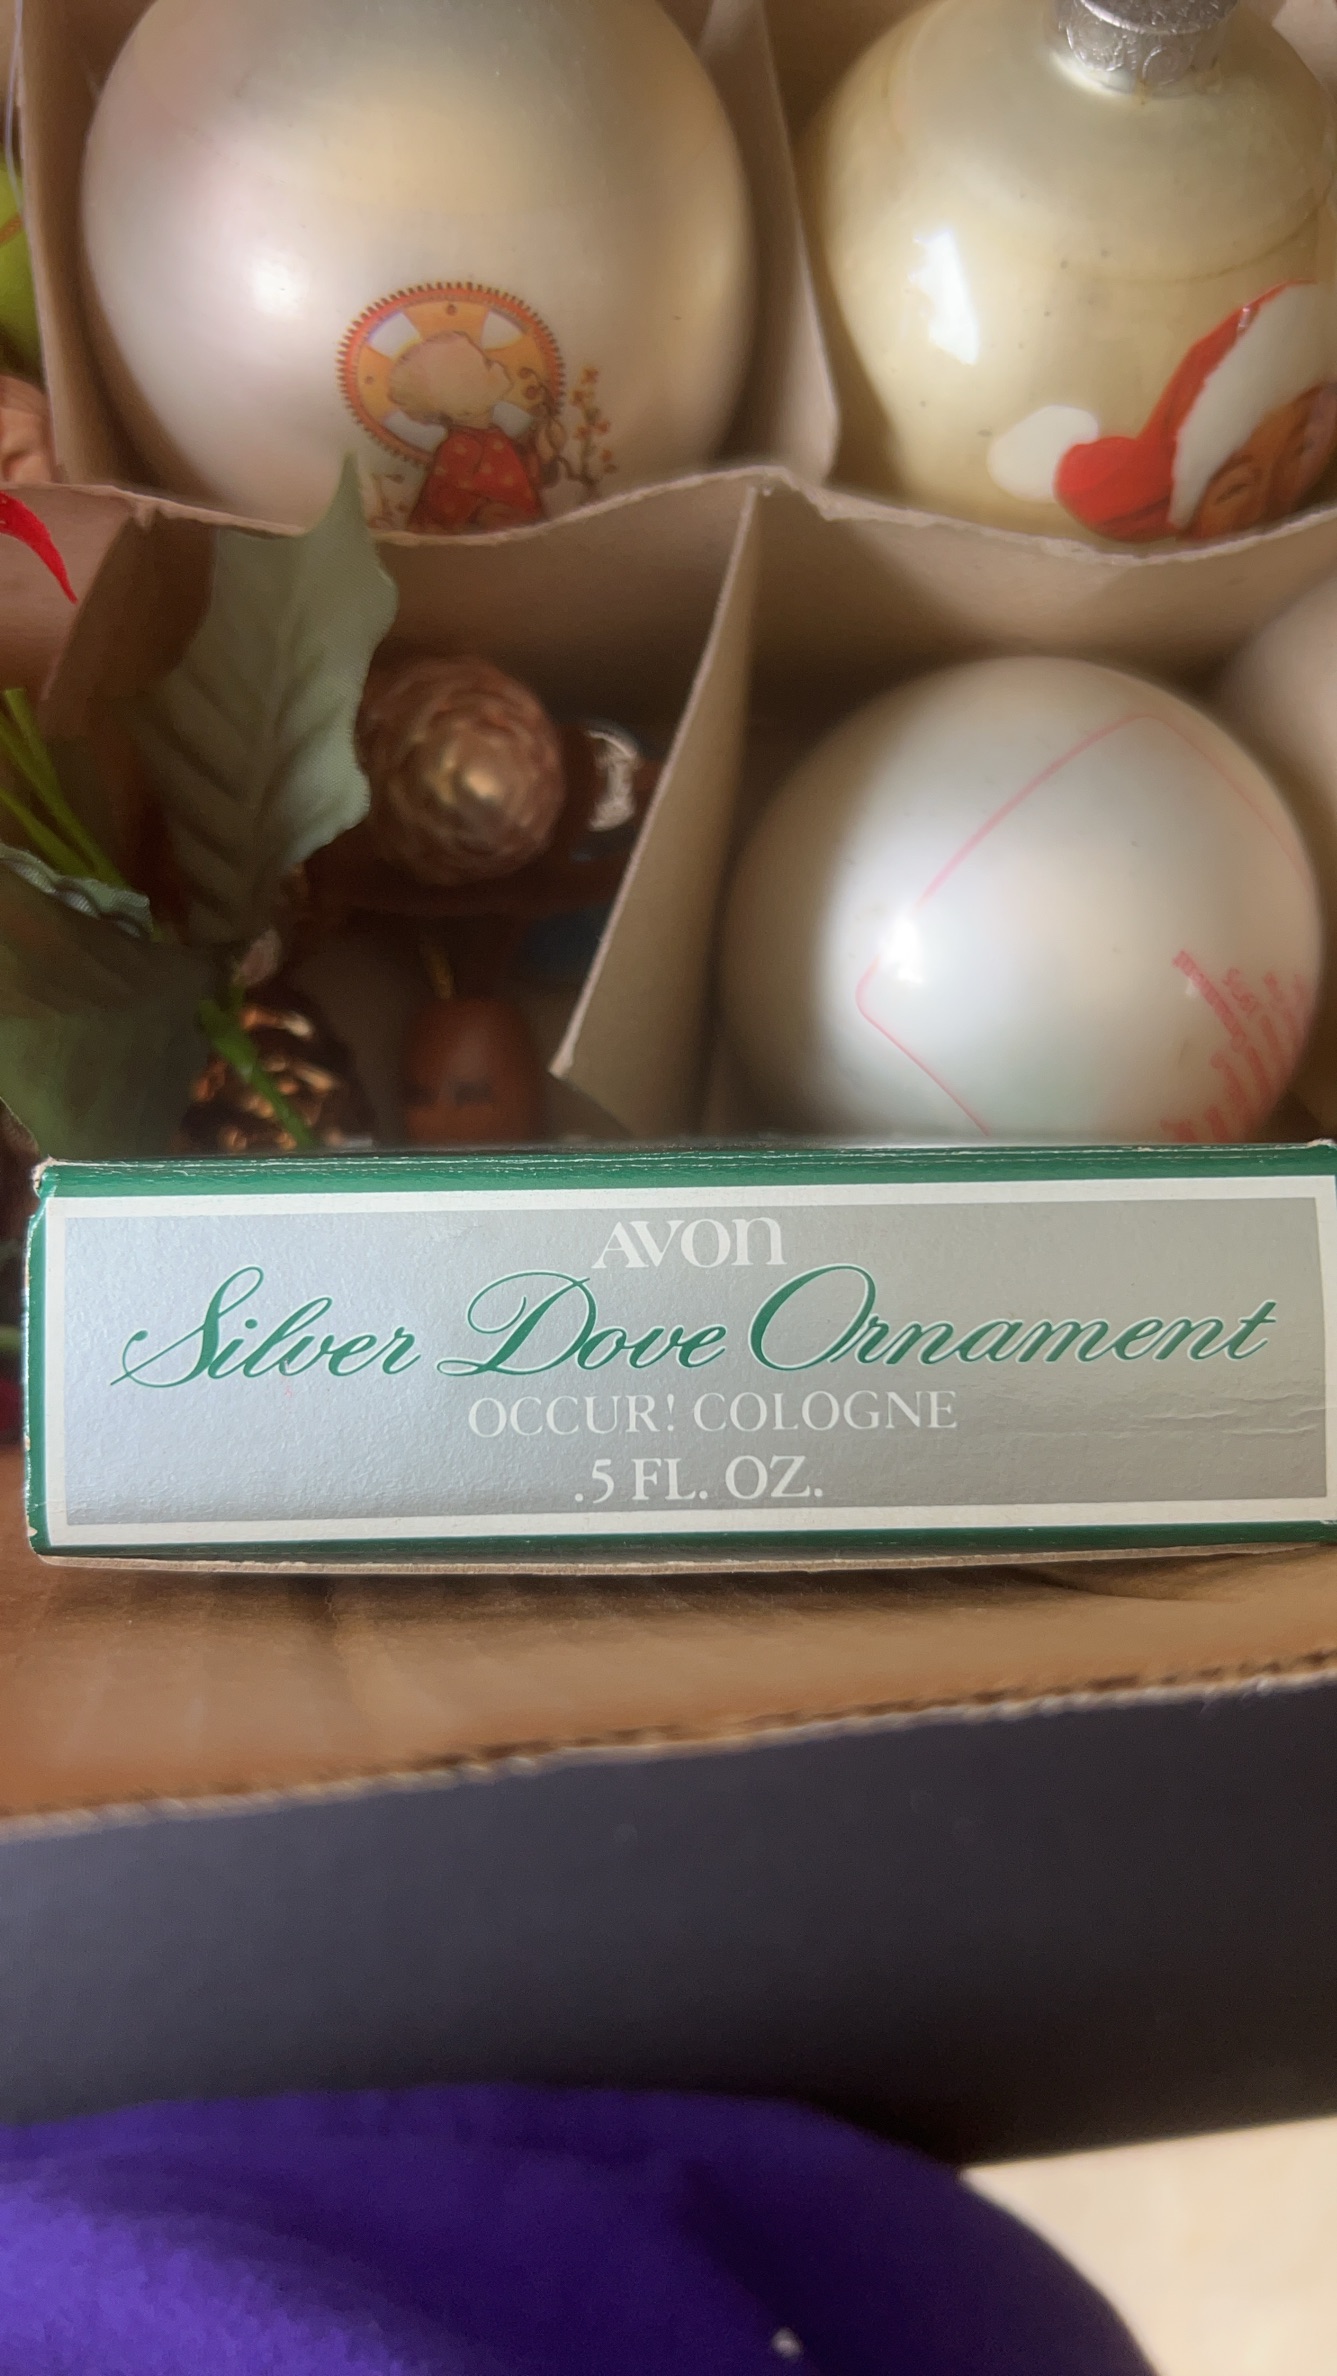 AVON
Silver Dove Ornament
OCCUR! COLOGNE
.5 FL. OZ.